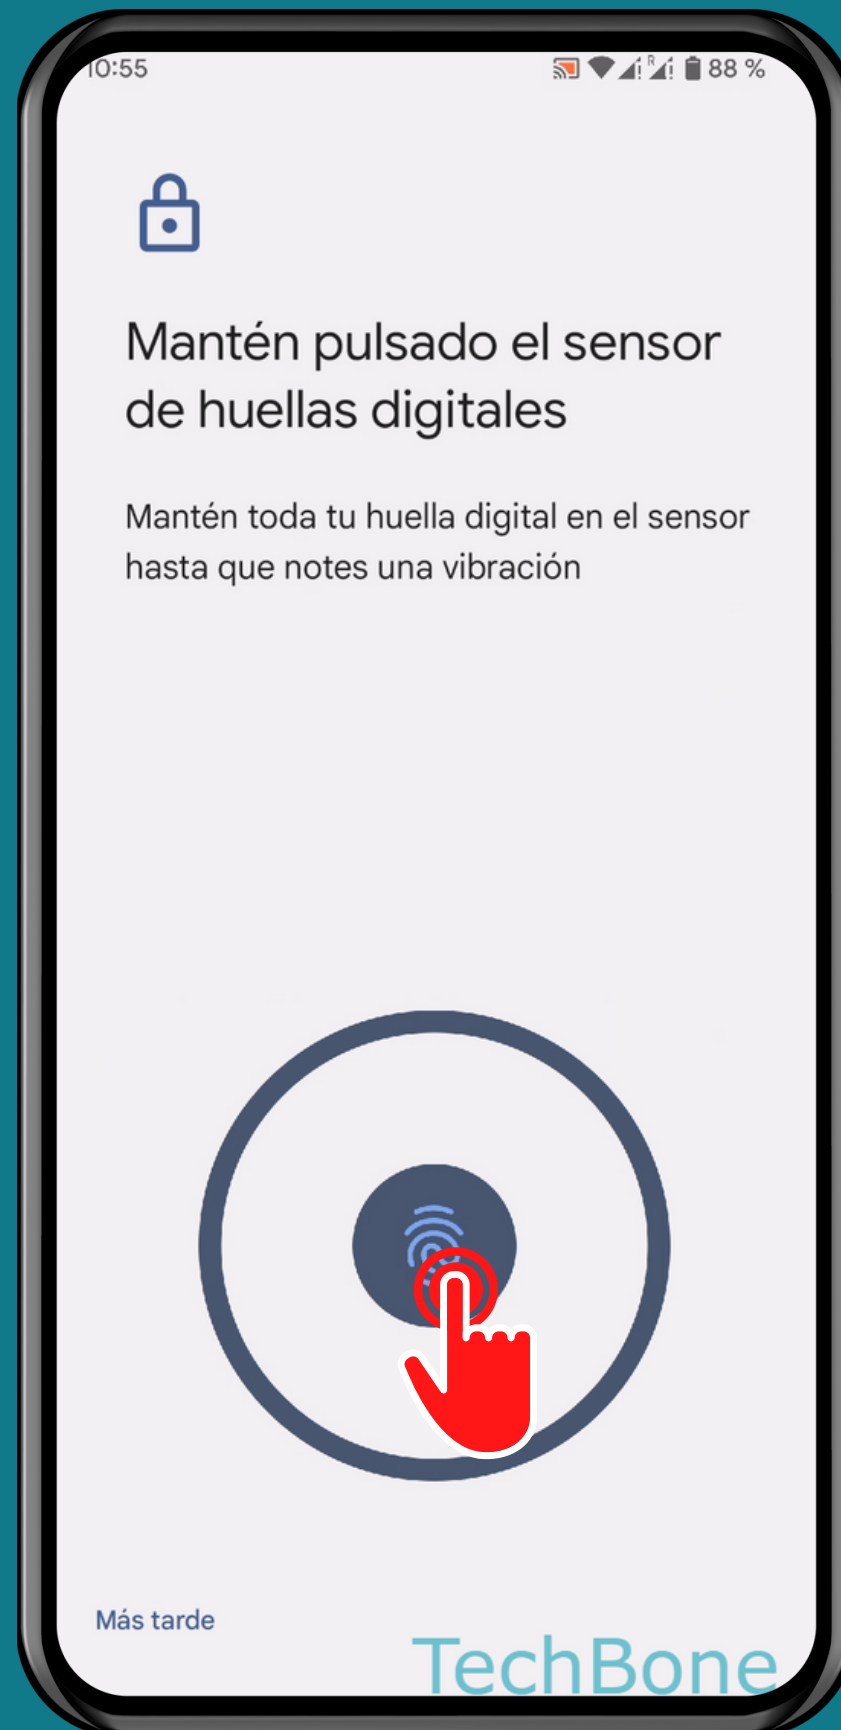 10:55
R
88 %
Mantén pulsado el sensor
de huellas digitales
Mantén toda tu huella digital en el sensor
hasta que notes una vibración
Más tarde
TechBone